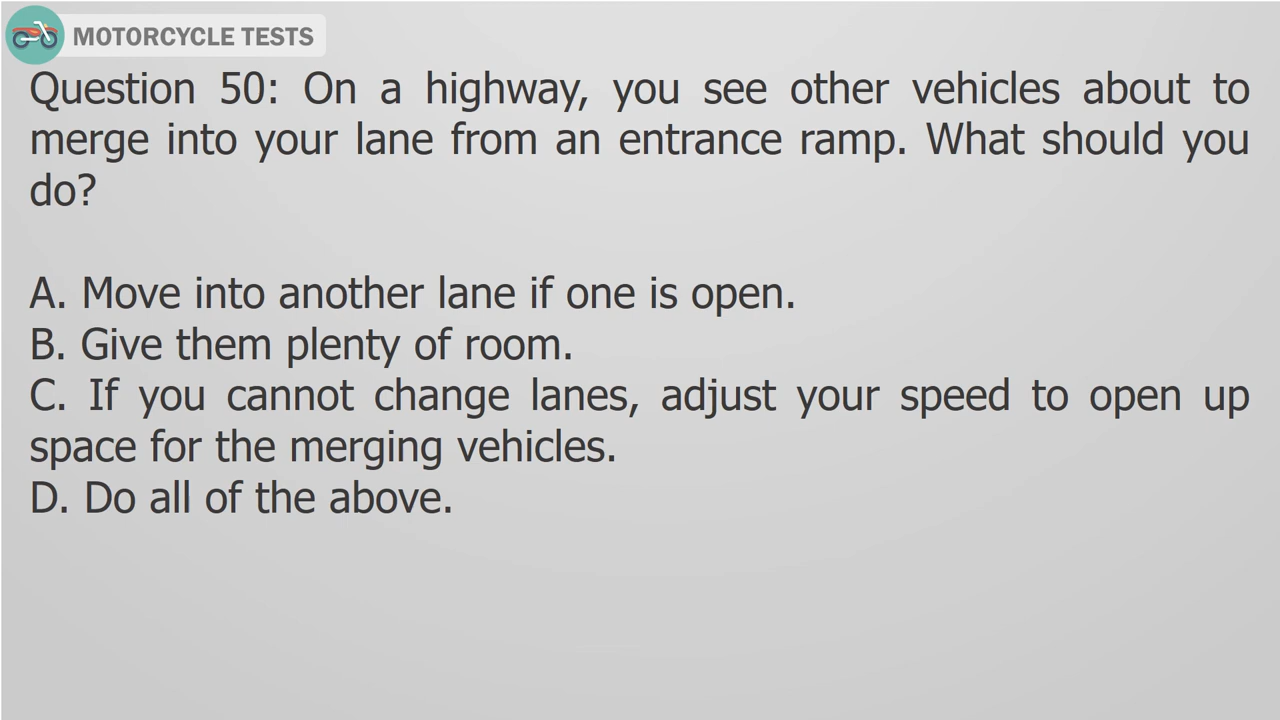 MOTORCYCLE TESTS
Question 50: On a highway, you see other vehicles about to
merge into your lane from an entrance ramp. What should you
do?
A. Move into another lane if one is open.
B. Give them plenty of room.
C. If you cannot change lanes, adjust your speed to open up
space for the merging vehicles.
D. Do all of the above.